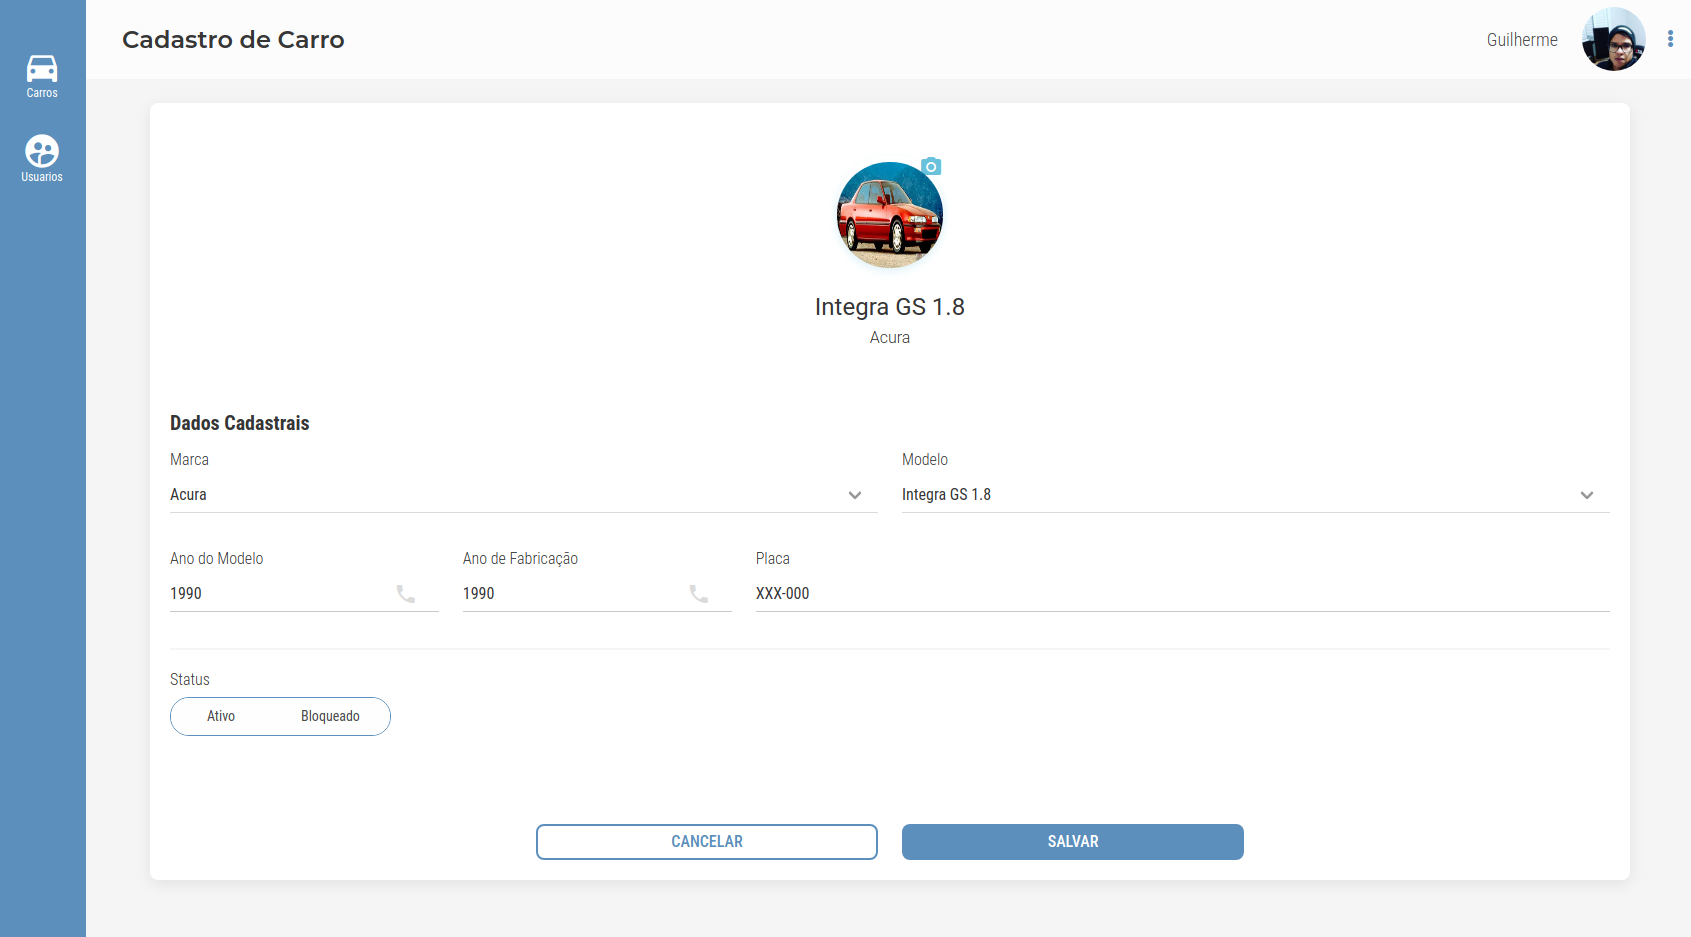 Cadastro de Carro
Guilherme
Carros
Usuarios
Integra GS 1.8
Acura
Dados Cadastrais
Marca
Modelo
Acura
Integra GS 1.8
Ano do Modelo
Ano de Fabricação
Placa
1990
1990
XXX-000
Status
Ativo
Bloqueado
CANCELAR
SALVAR